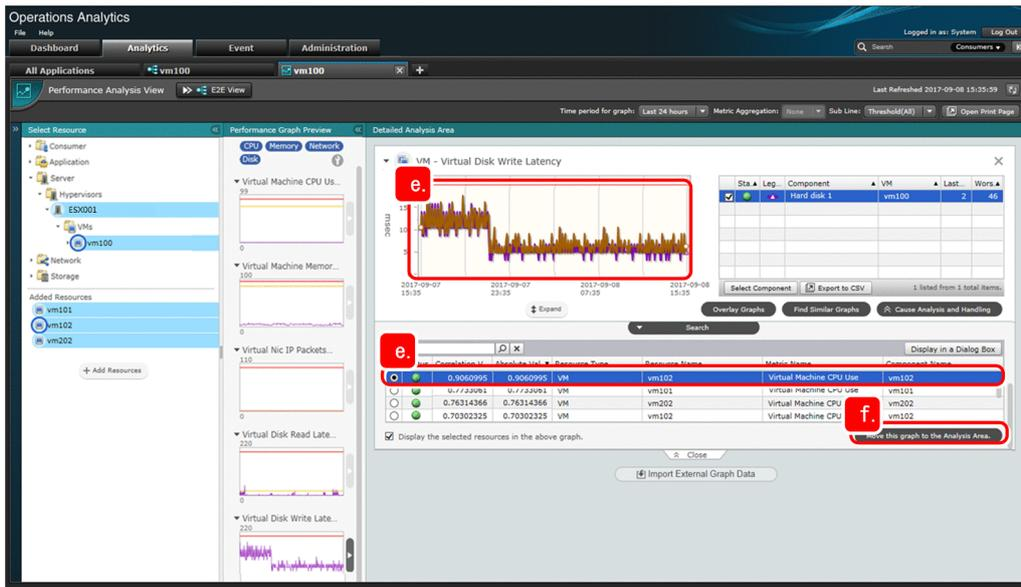 Operations Analytics
File Help
Logged in as: System Log Out
Dashboard Analytics Event Administration
Search Consumers
All Applications vm100 vm100 × +
Performance Analysis View E2E View
Last Refreshed 2017-09-08 15:35:59
Time period for graph: Last 24 hours Metric Aggregation: None Sub Line: Threshold(All) Open Print Page
Select Resource
Performance Graph Preview
Detailed Analysis Area
Consumer
Application
Server
Hypervisors
ESX001
VMs
vm100
Network
Storage
Added Resources
vm101
vm102
vm202
+ Add Resources
CPU Memory Network
Disk
Virtual Machine CPU Us...
99
0
Virtual Machine Memor...
100
0
Virtual Nic IP Packets...
110
0
Virtual Disk Read Late...
220
0
Virtual Disk Write Late...
220
VM - Virtual Disk Write Latency
e.
msec
15
10
5
2017-09-07 2017-09-07 2017-09-08 2017-09-08
15:35 23:35 07:35 15:35
Sta. Leg... Component VM Last... Wors.
Hard disk 1 vm100 2 46
Select Component Export to CSV 1 listed from 1 total items.
Expand
Overlay Graphs Find Similar Graphs Cause Analysis and Handling
Search
e.
Display in a Dialog Box
Correlation V Absolute Val Resource Type Resource Name Metric Name Component Name
0.9060995 0.9060995 VM vm102 Virtual Machine CPU Use vm102
0.7733061 0.7733061 VM vm101 Virtual Machine CPU Use vm101
0.76314366 0.76314366 VM vm202 Virtual Machine CPU vm202
0.70302325 0.70302325 VM vm102 Virtual Machine CPU vm102
f.
Display the selected resources in the above graph.
Move this graph to the Analysis Area.
Close
Import External Graph Data